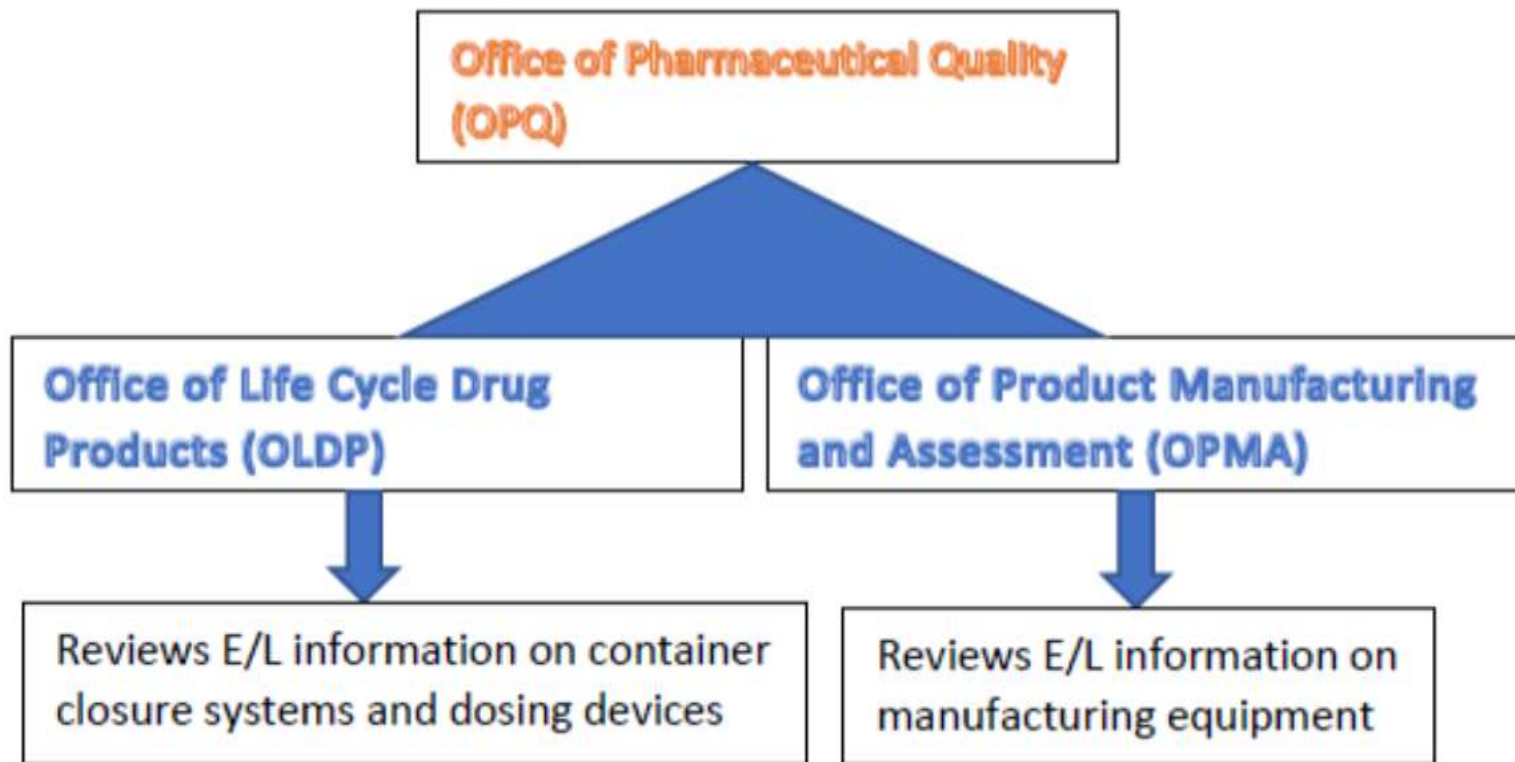 Office of Pharmaceutical Quality
(OPQ)
Office of Life Cycle Drug
Products (OLDP)
Office of Product Manufacturing
and Assessment (OPMA)
Reviews E/L information on container
closure systems and dosing devices
Reviews E/L information on
manufacturing equipment